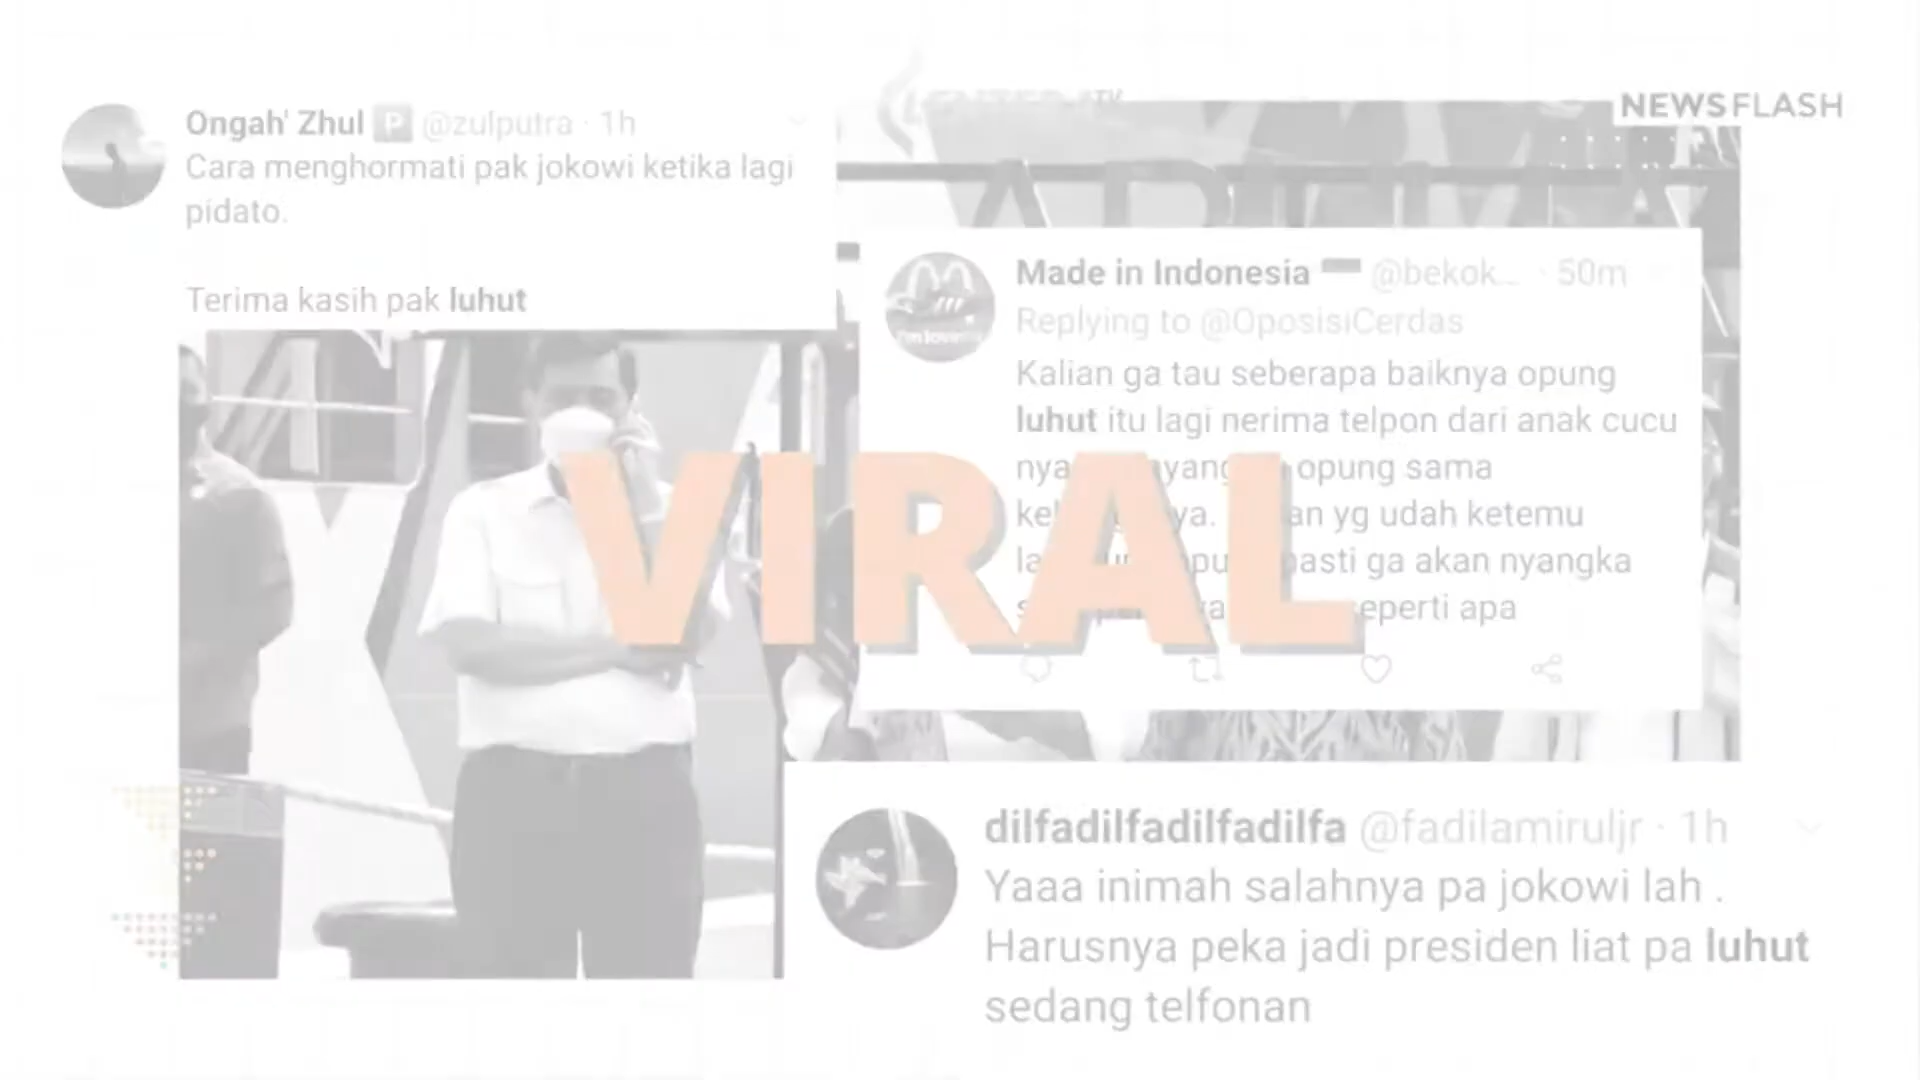 NEWSFLASH
Ongah' Zhul P @zulputra · 1h
Cara menghormati pak jokowi ketika lagi
pidato.
Terima kasih pak luhut
Made in Indonesia @bekok... · 50m
Replying to @OposisiCerdas
Kalian ga tau seberapa baiknya opung
luhut itu lagi nerima telpon dari anak cucu
opung sama
yg udah ketemu
pasti ga akan nyangka
seperti apa
VIRAL
dilfadilfadilfadilfa @fadilamiruljr · 1h
Yaaa inimah salahnya pa jokowi lah .
Harusnya peka jadi presiden liat pa luhut
sedang telfonan